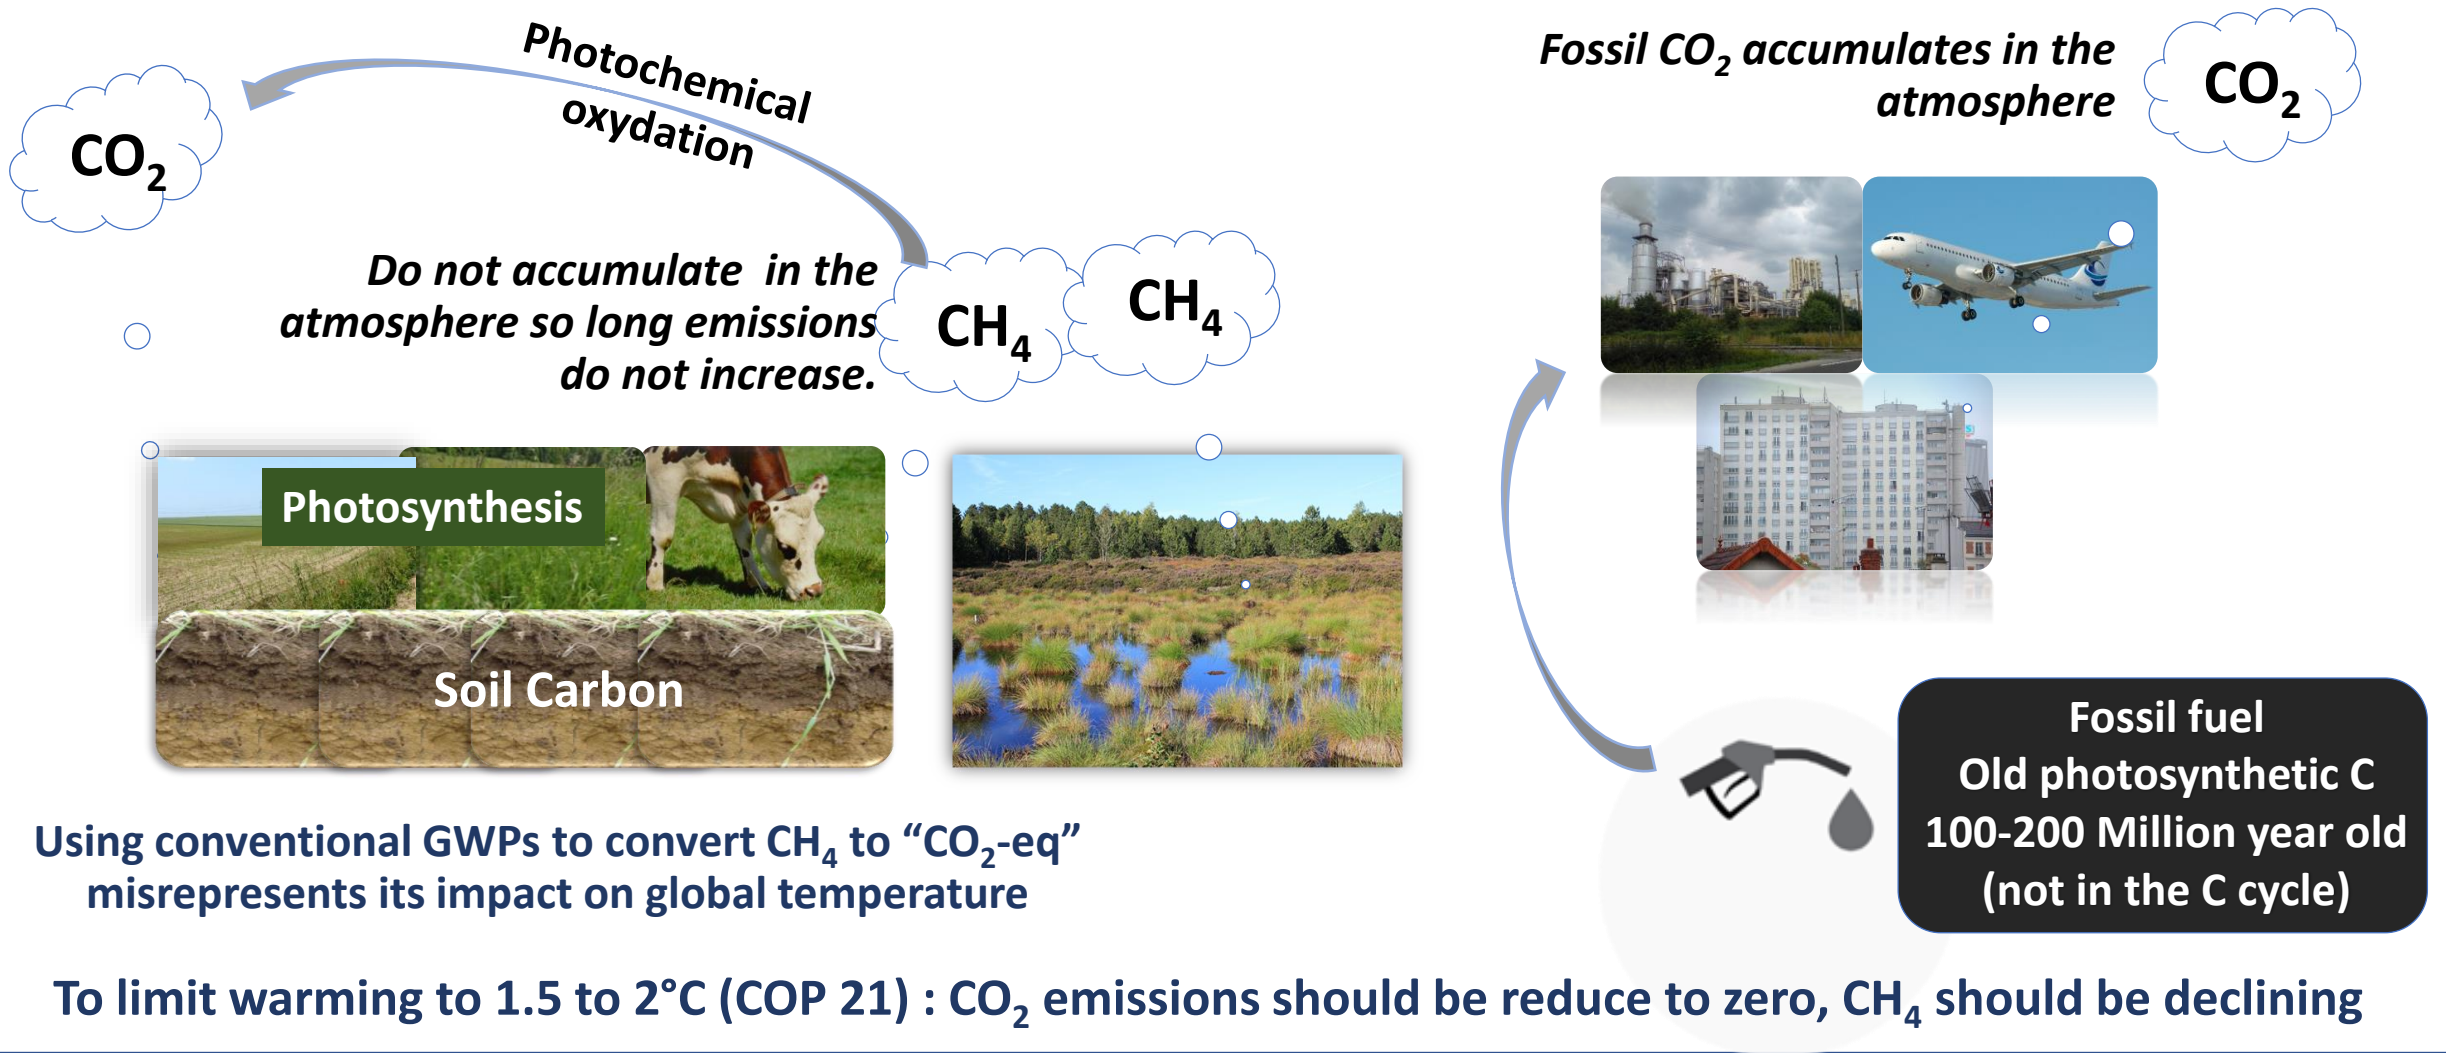 Photochemical
oxydation
CO₂
Do not accumulate in the
atmosphere so long emissions
do not increase.
CH₄
CH₄
Fossil CO₂ accumulates in the
atmosphere
CO₂
Photosynthesis
Soil Carbon
Fossil fuel
Old photosynthetic C
100-200 Million year old
(not in the C cycle)
Using conventional GWPs to convert CH₄ to “CO₂-eq”
misrepresents its impact on global temperature
To limit warming to 1.5 to 2°C (COP 21) : CO₂ emissions should be reduce to zero, CH₄ should be declining